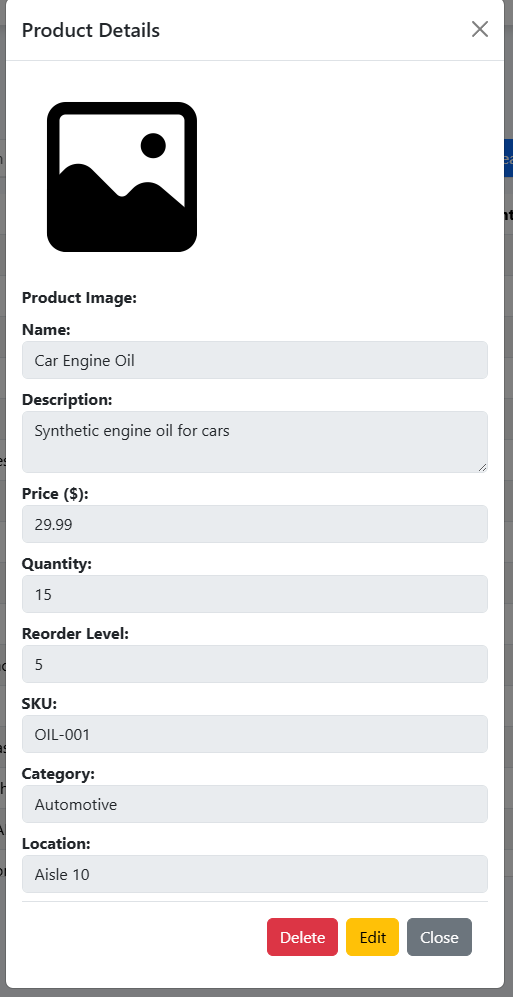 Product Details
Product Image:
Name:
Car Engine Oil
Description:
Synthetic engine oil for cars
Price ($):
29.99
Quantity:
15
Reorder Level:
5
SKU:
OIL-001
Category:
Automotive
Location:
Aisle 10
Delete Edit Close